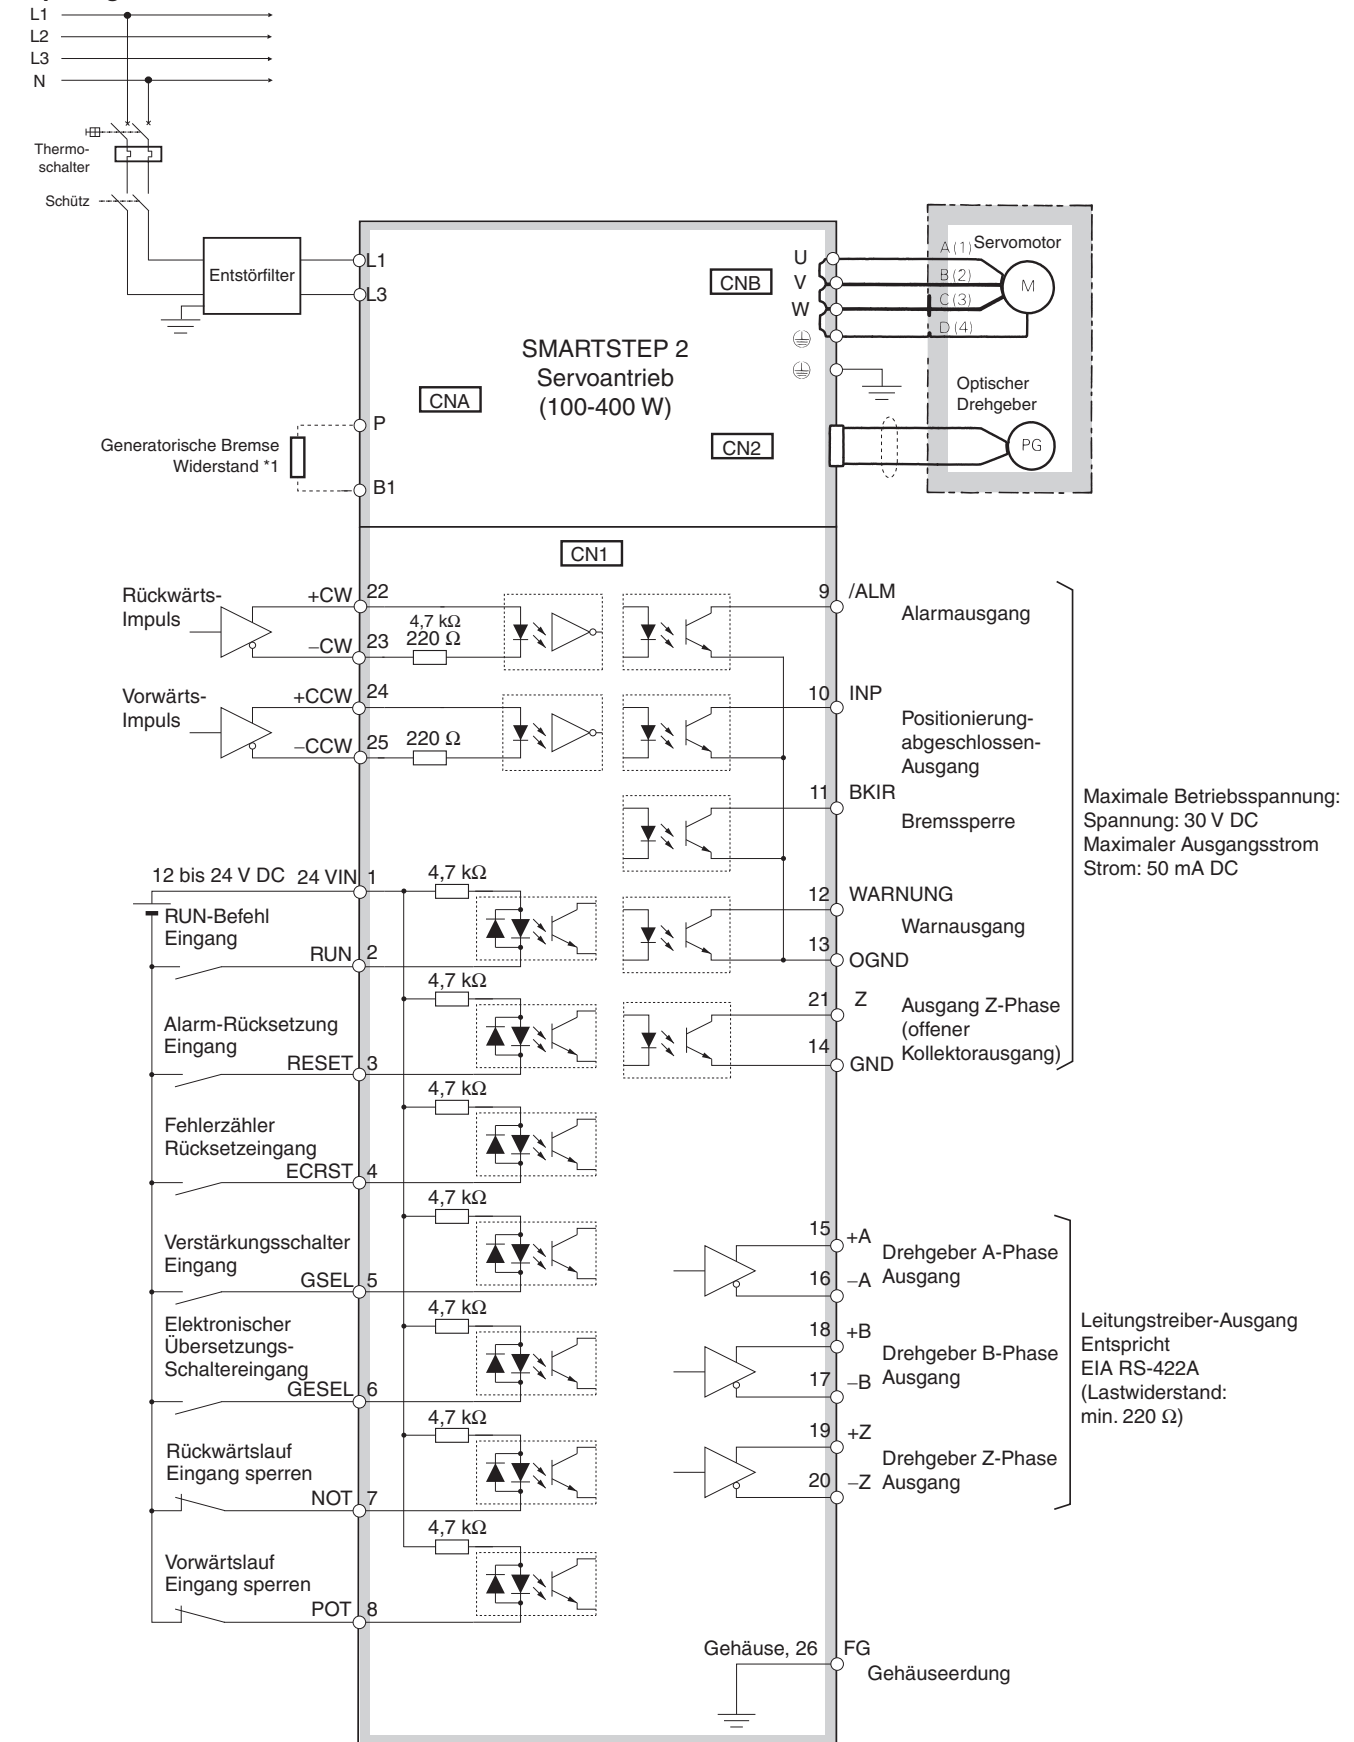 L1
L2
L3
N
Thermo-
schalter
Schütz
Entstörfilter
L1
L3
SMARTSTEP 2
Servoantrieb
(100-400 W)
CNA
CNB
CN2
U
V
W
A (1)
B (2)
C (3)
D (4)
Servomotor
M
Optischer
Drehgeber
PG
P
Generatorische Bremse
Widerstand *1
B1
CN1
Rückwärts-
Impuls
+CW 22
–CW 23
4,7 kΩ
220 Ω
Vorwärts-
Impuls
+CCW 24
–CCW 25
220 Ω
12 bis 24 V DC 24 VIN 1
4,7 kΩ
RUN-Befehl
Eingang
RUN 2
4,7 kΩ
Alarm-Rücksetzung
Eingang
RESET 3
4,7 kΩ
Fehlerzähler
Rücksetzeingang
ECRST 4
4,7 kΩ
Verstärkungsschalter
Eingang
GSEL 5
4,7 kΩ
Elektronischer
Übersetzungs-
Schaltereingang
GESEL 6
4,7 kΩ
Rückwärtslauf
Eingang sperren
NOT 7
4,7 kΩ
Vorwärtslauf
Eingang sperren
POT 8
9 /ALM
Alarmausgang
10 INP
Positionierung-
abgeschlossen-
Ausgang
11 BKIR
Bremssperre
12 WARNUNG
Warnausgang
13 OGND
21 Z
Ausgang Z-Phase
(offener
Kollektorausgang)
14 GND
Maximale Betriebsspannung:
Spannung: 30 V DC
Maximaler Ausgangsstrom
Strom: 50 mA DC
15 +A
16 –A
Drehgeber A-Phase
Ausgang
18 +B
17 –B
Drehgeber B-Phase
Ausgang
19 +Z
20 –Z
Drehgeber Z-Phase
Ausgang
Leitungstreiber-Ausgang
Entspricht
EIA RS-422A
(Lastwiderstand:
min. 220 Ω)
Gehäuse, 26 FG
Gehäuseerdung